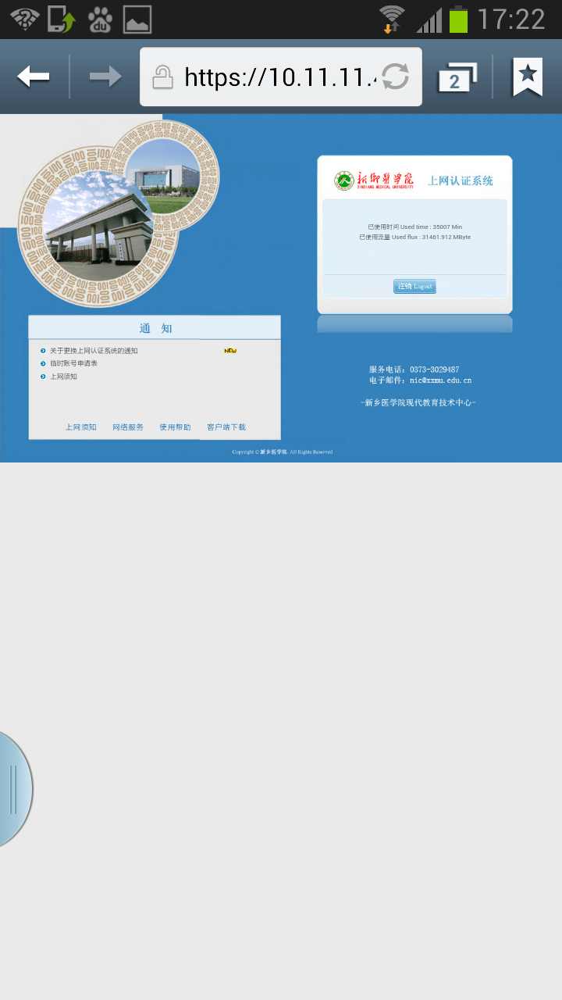 du
17:22
https://10.11.11.
2
新乡医学院
XINXIANG MEDICAL UNIVERSITY
上网认证系统
已使用时间 Used time : 35007 Min
已使用流量 Used flux : 31461.912 MByte
注销 Logout
通 知
关于更换上网认证系统的通知 NEW
临时账号申请表
上网须知
上网须知 网络服务 使用帮助 客户端下载
服务电话: 0373-3029487
电子邮件: nic@xxmu.edu.cn
-新乡医学院现代教育技术中心-
Copyright © 新乡医学院. All Rights Reserved